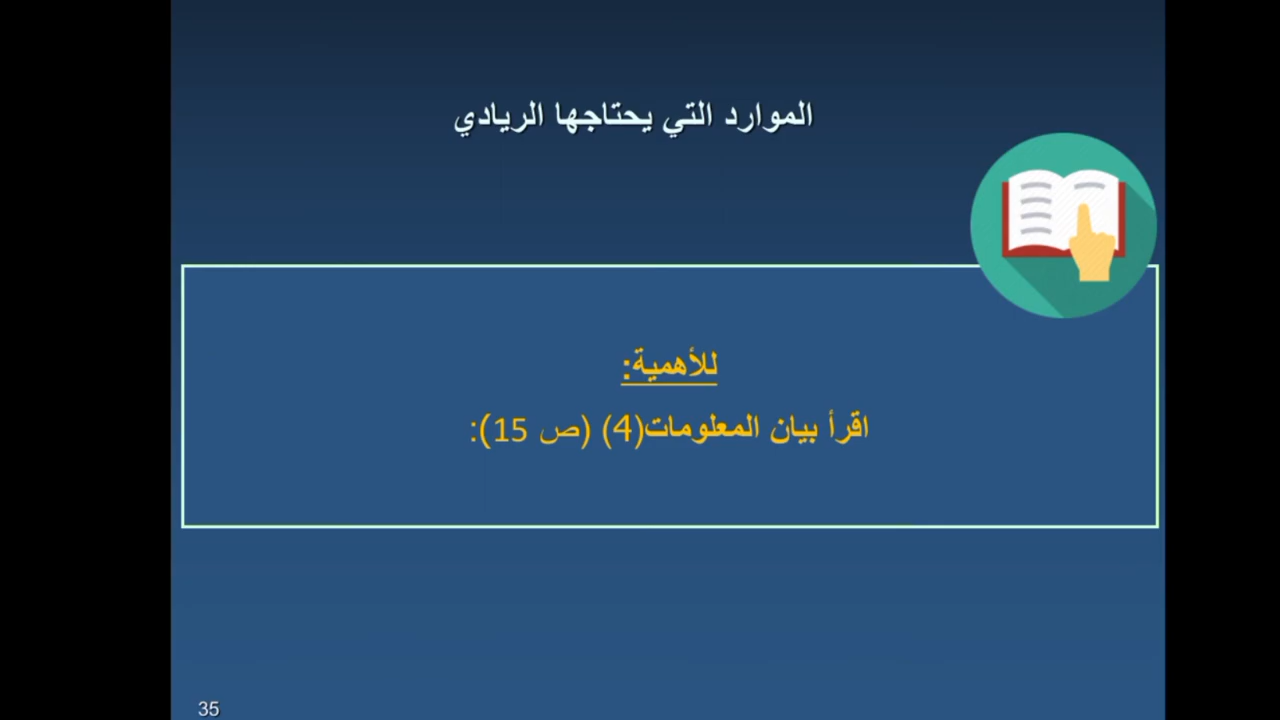 الموارد التي يحتاجها الريادي
للأهمية:
اقرأ بيان المعلومات(4) (ص 15):
35